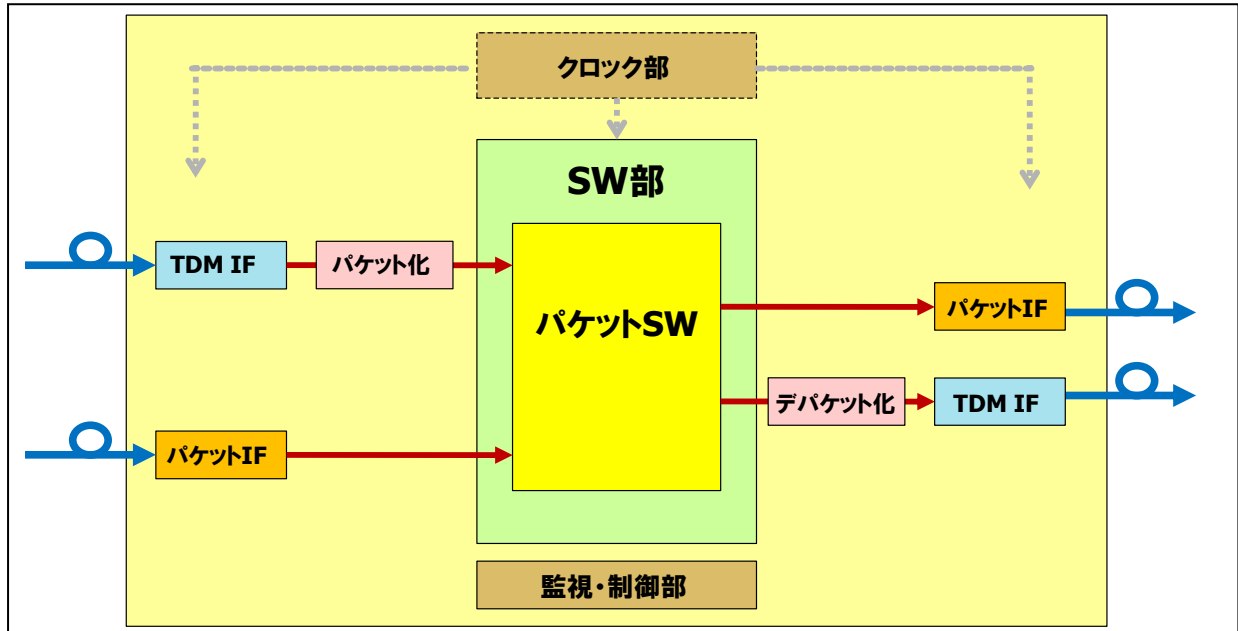 クロック部
SW部
TDM IF
パケット化
パケットSW
パケットIF
デパケット化
TDM IF
パケットIF
監視・制御部